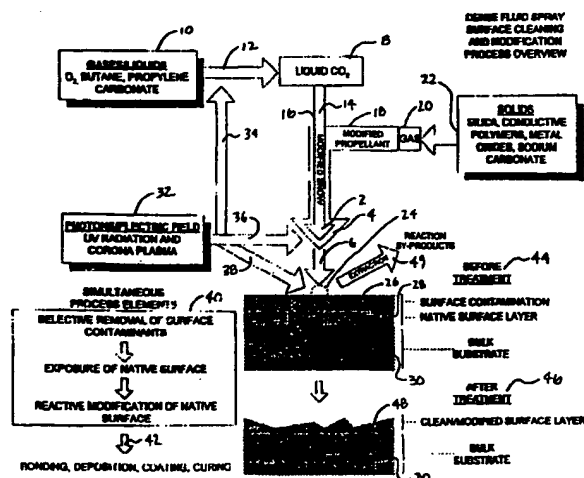 DENSE FLUID SPRAY
SURFACE CLEANING
AND MODIFICATION
PROCESS OVERVIEW
10
12
8
GASES/LIQUIDS
O₂, BUTANE, PROPYLENE
CARBONATE
LIQUID CO₂
16
14
18
20
22
MODIFIED
PROPELLANT
GAS
SOLIDS
SILICA, CONDUCTIVE
POLYMERS, METAL
OXIDES, SODIUM
CARBONATE
34
MODIFIED SNOW
32
PHOTONS/ELECTRIC FIELD
UV RADIATION AND
CORONA PLASMA
36
38
2
4
6
24
REACTION
BY-PRODUCTS
49
BEFORE
TREATMENT
44
26
28
SURFACE CONTAMINATION
NATIVE SURFACE LAYER
BULK
SUBSTRATE
30
SIMULTANEOUS
PROCESS ELEMENTS
40
SELECTIVE REMOVAL OF SURFACE
CONTAMINANTS
EXPOSURE OF NATIVE SURFACE
REACTIVE MODIFICATION OF NATIVE
SURFACE
42
BONDING, DEPOSITION, COATING, CURING
AFTER
TREATMENT
46
48
CLEAN/MODIFIED SURFACE LAYER
BULK
SUBSTRATE
30